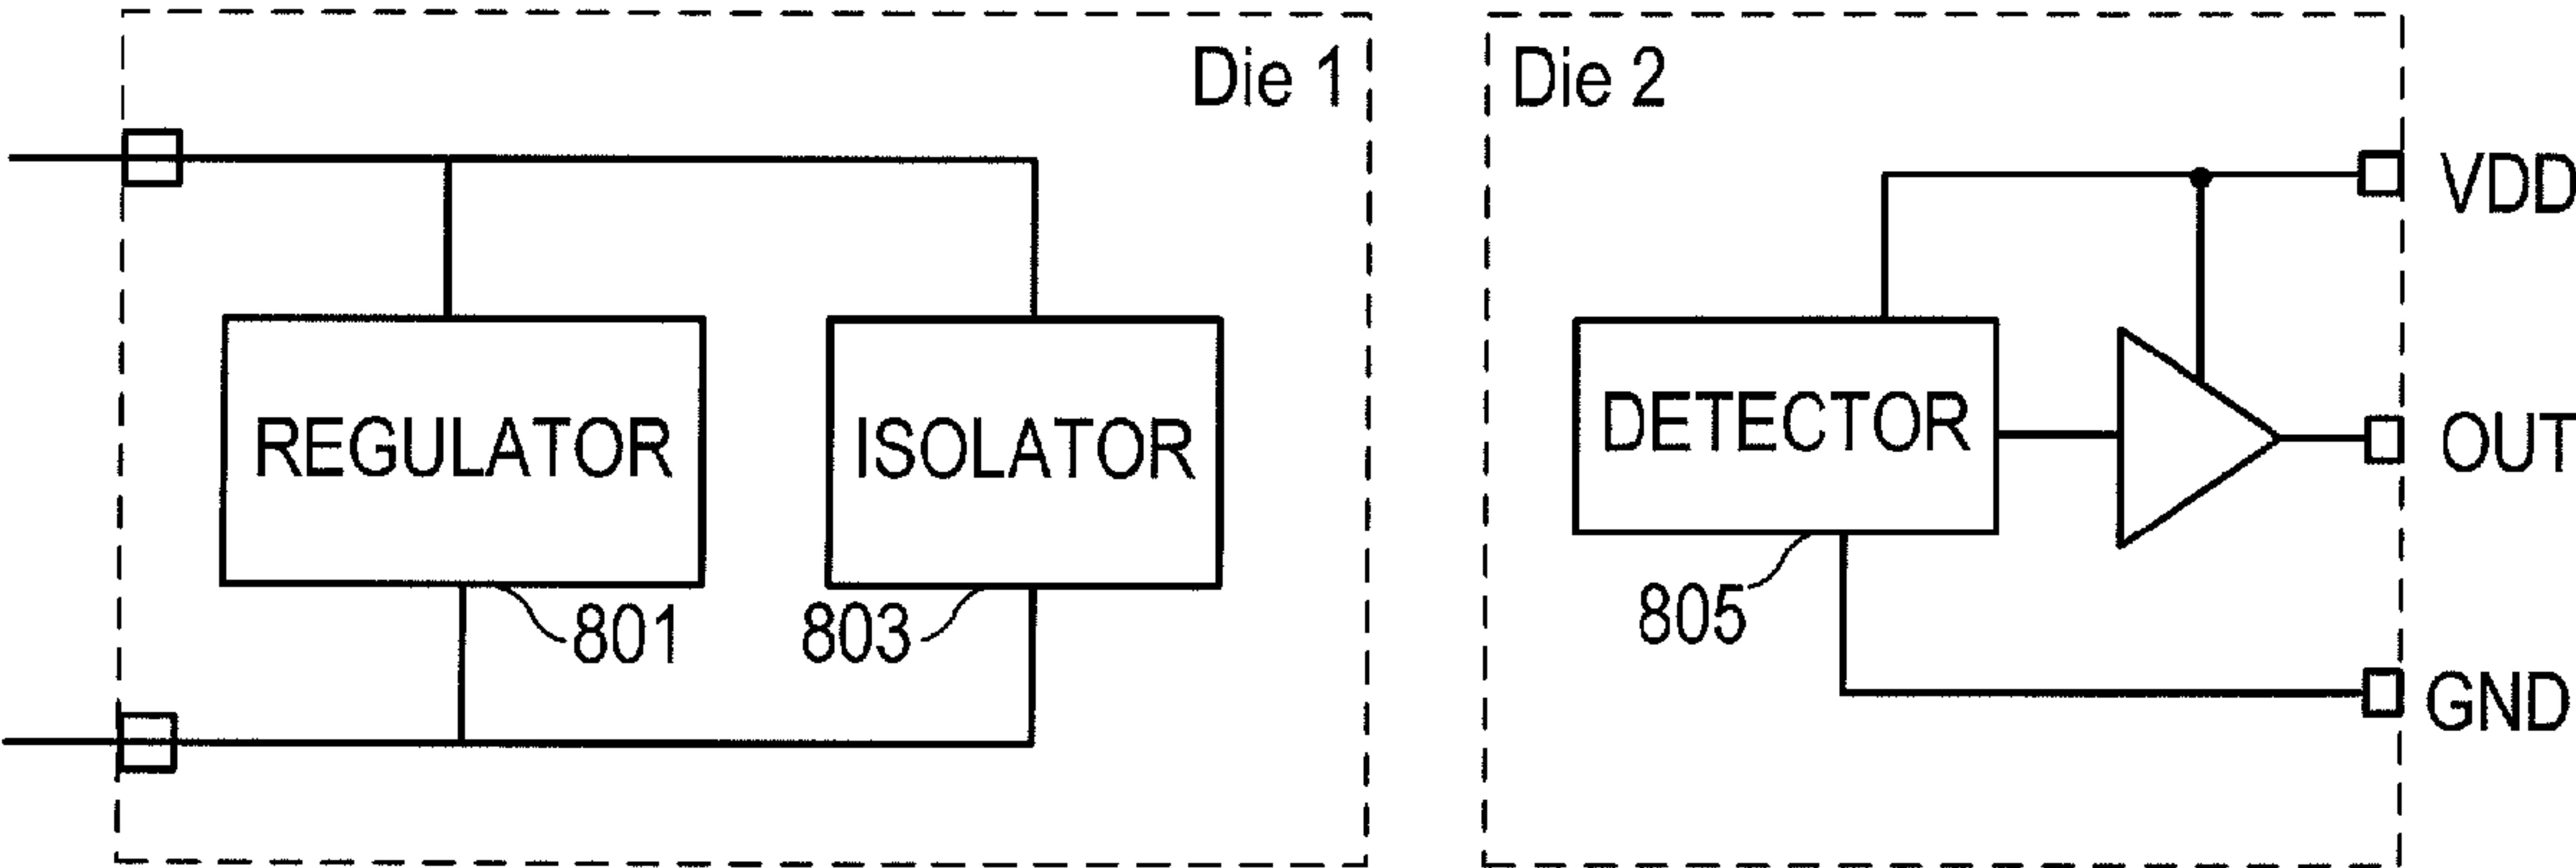 Die 1
Die 2
VDD
REGULATOR
ISOLATOR
DETECTOR
OUT
801
803
805
GND